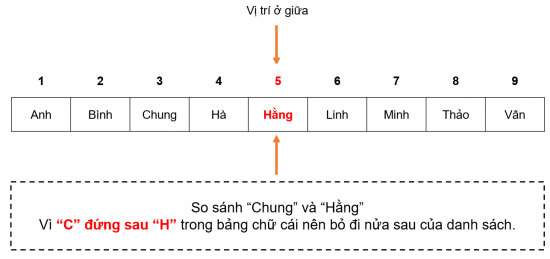 Vị trí ở giữa
1 2 3 4 5 6 7 8 9
Anh Bình Chung Hà Hằng Linh Minh Thảo Vân
So sánh “Chung” và “Hằng”
Vì “C” đứng sau “H” trong bảng chữ cái nên bỏ đi nửa sau của danh sách.